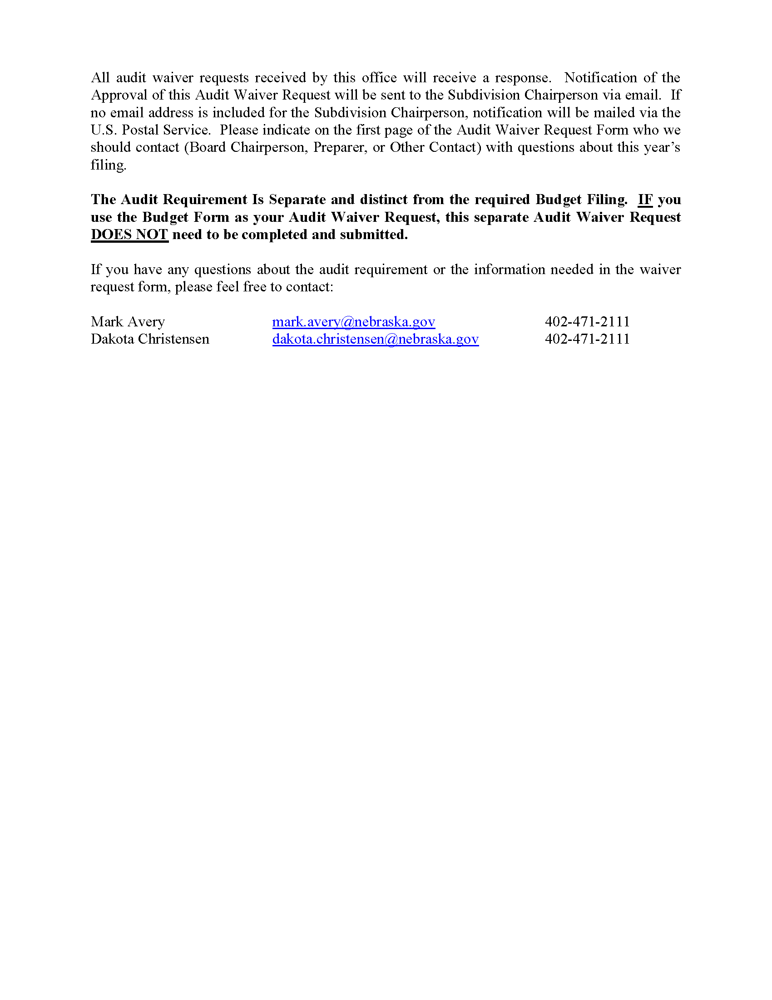 All audit waiver requests received by this office will receive a response.  Notification of the
Approval of this Audit Waiver Request will be sent to the Subdivision Chairperson via email.  If
no email address is included for the Subdivision Chairperson, notification will be mailed via the
U.S. Postal Service.  Please indicate on the first page of the Audit Waiver Request Form who we
should contact (Board Chairperson, Preparer, or Other Contact) with questions about this year’s
filing.
The Audit Requirement Is Separate and distinct from the required Budget Filing.  IF you
use the Budget Form as your Audit Waiver Request, this separate Audit Waiver Request
DOES NOT need to be completed and submitted.
If you have any questions about the audit requirement or the information needed in the waiver
request form, please feel free to contact:
Mark Avery mark.avery@nebraska.gov 402-471-2111
Dakota Christensen dakota.christensen@nebraska.gov 402-471-2111